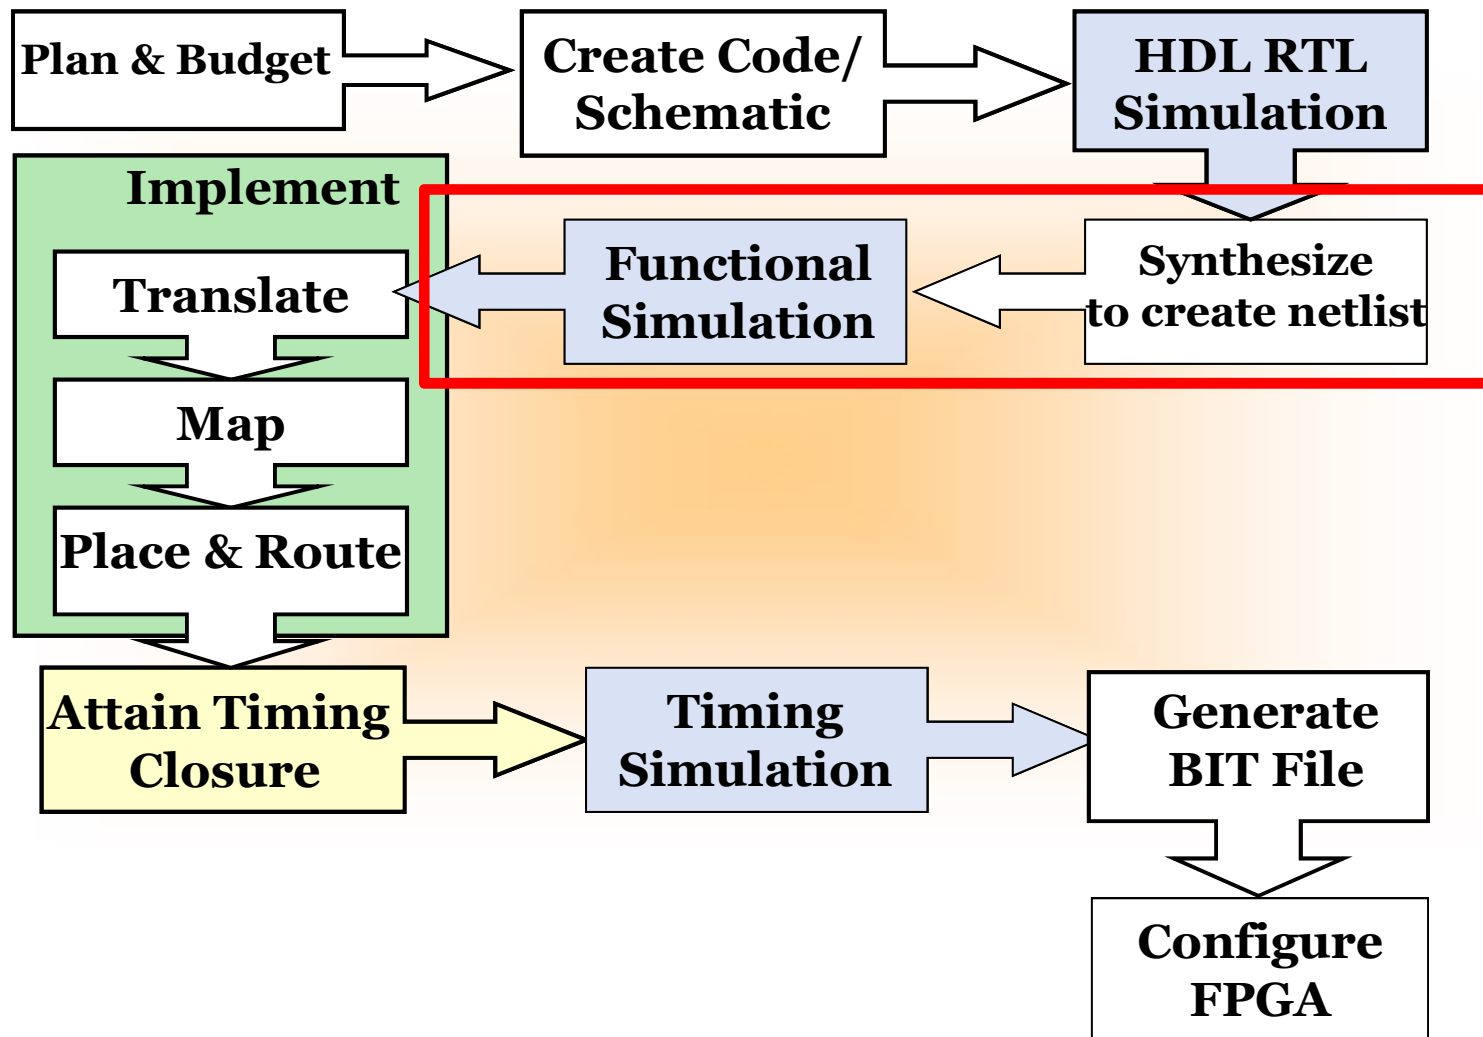 Plan & Budget
Create Code/
Schematic
HDL RTL
Simulation
Implement
Translate
Functional
Simulation
Synthesize
to create netlist
Map
Place & Route
Attain Timing
Closure
Timing
Simulation
Generate
BIT File
Configure
FPGA